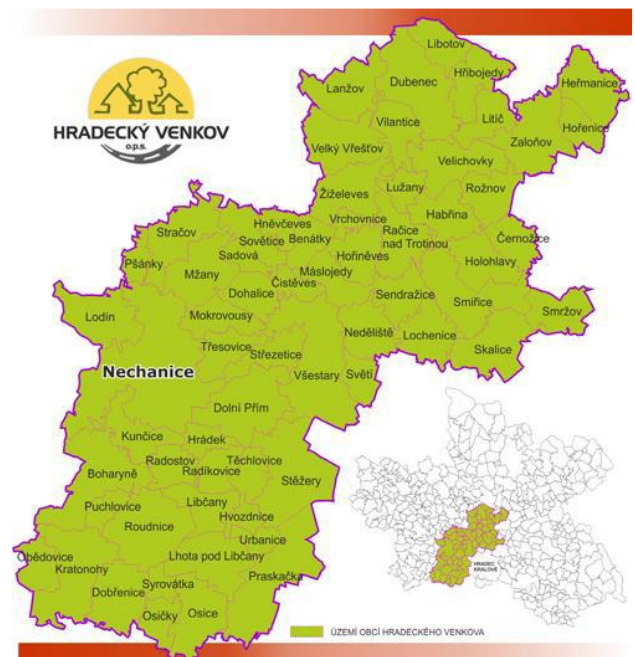 HRADECKÝ VENKOV
o.p.s.
Libotov
Dubenec
Hřibojedy
Lanžov
Heřmanice
Vilantice
Litíč
Hořenice
Velký Vřešťov
Zaloňov
Velichovky
Žiželeves
Lužany
Rožnov
Vrchovnice
Habřina
Hněvčeves
Stračov
Sovětice
Benátky
Račice
nad Trotinou
Černožice
Sadová
Hořiněves
Holohlavy
Pšánky
Mžany
Máslojedy
Čistěves
Dohalice
Sendražice
Smiřice
Lodín
Mokrovousy
Smržov
Neděliště
Lochenice
Třesovice
Střezetice
Skalice
Nechanice
Všestary
Světí
Dolní Přím
Kunčice
Hrádek
Radostov
Těchlovice
Boharyně
Radíkovice
Stěžery
Puchlovice
Libčany
Hvozdnice
Roudnice
Urbanice
Obědovice
Lhota pod Libčany
Kratonohy
Praskačka
Syrovátka
Dobřenice
Osičky
Osice
HRADEC
KRÁLOVÉ
ÚZEMÍ OBCÍ HRADECKÉHO VENKOVA